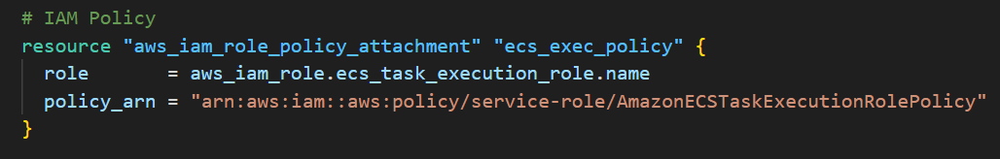 # IAM Policy
resource "aws_iam_role_policy_attachment" "ecs_exec_policy" {
  role       = aws_iam_role.ecs_task_execution_role.name
  policy_arn = "arn:aws:iam::aws:policy/service-role/AmazonECSTaskExecutionRolePolicy"
}